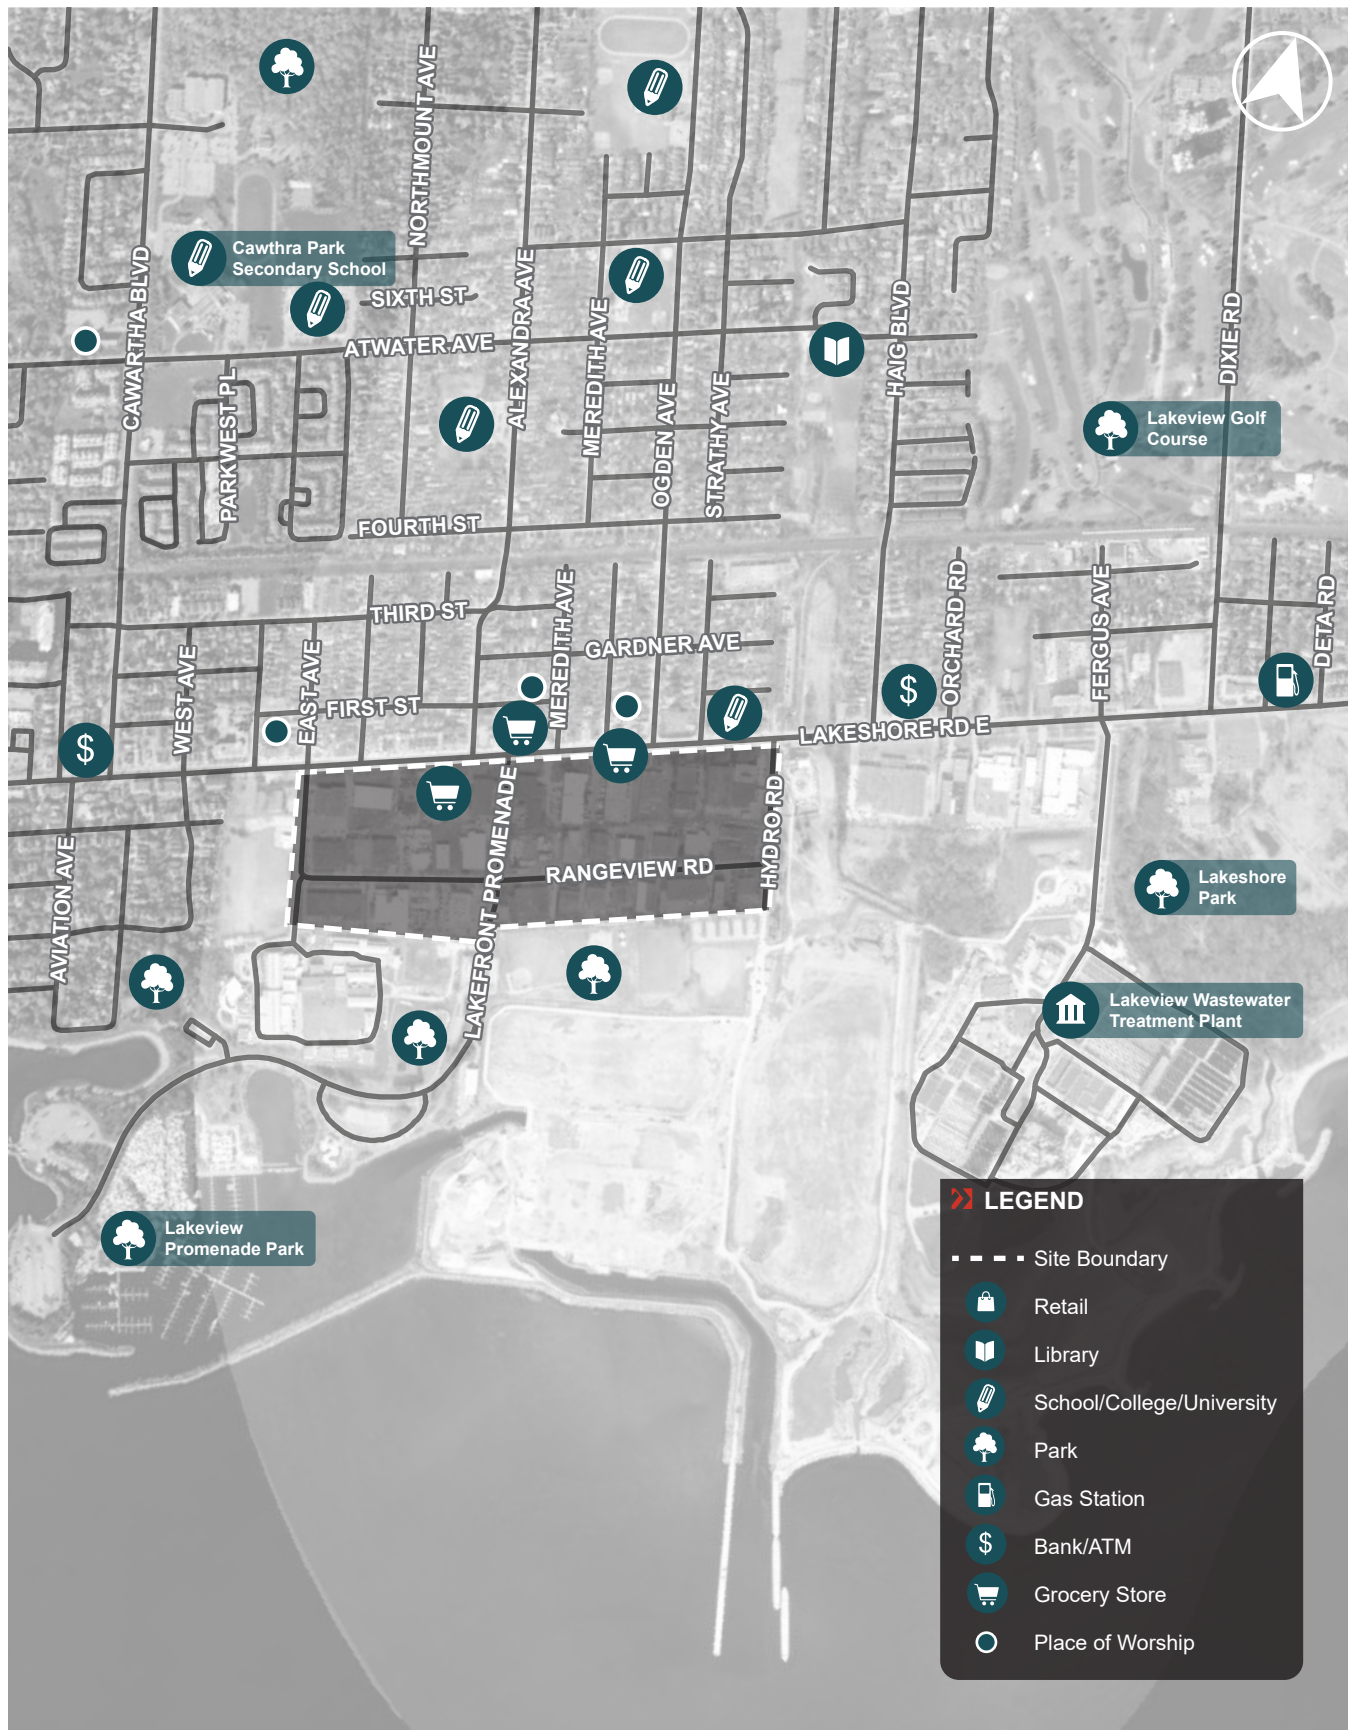 NORTHMOUNT AVE
Cawthra Park
Secondary School
CAWARTHA BLVD
SIXTH ST
ATWATER AVE
ALEXANDRA AVE
MEREDITH AVE
HAIG BLVD
DIXIE RD
PARKWEST PL
OGDEN AVE
STRATHY AVE
Lakeview Golf
Course
FOURTH ST
THIRD ST
MEREDITH AVE
GARDNER AVE
ORCHARD RD
FERGUS AVE
DETA RD
WEST AVE
EAST AVE
FIRST ST
$
$
LAKESHORE RD E
LAKEFRONT PROMENADE
HYDRO RD
RANGEVIEW RD
AVIATION AVE
Lakeshore
Park
Lakeview Wastewater
Treatment Plant
Lakeview
Promenade Park
LEGEND
Site Boundary
Retail
Library
School/College/University
Park
Gas Station
$ Bank/ATM
Grocery Store
Place of Worship